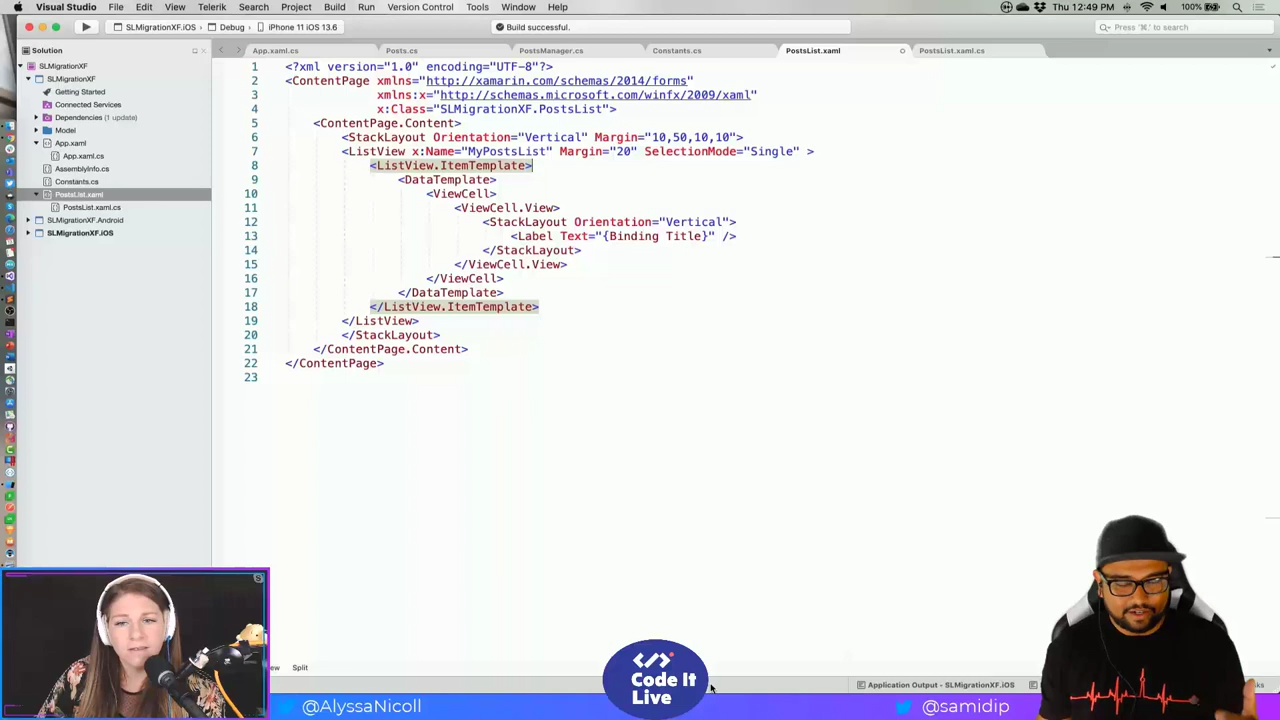 Visual Studio File Edit View Telerik Search Project Build Run Version Control Tools Window Help
100% Thu 12:49 PM
SLMigrationXF.iOS > Debug > iPhone 11 iOS 13.6
Build successful.
Press '⌘.' to search
Solution
App.xaml.cs Posts.cs PostsManager.cs Constants.cs PostsList.xaml PostsList.xaml.cs
SLMigrationXF
SLMigrationXF
Getting Started
Connected Services
Dependencies (1 update)
Model
App.xaml
App.xaml.cs
AssemblyInfo.cs
Constants.cs
PostsList.xaml
PostsList.xaml.cs
SLMigrationXF.Android
SLMigrationXF.iOS
1 <?xml version="1.0" encoding="UTF-8"?>
2 <ContentPage xmlns="http://xamarin.com/schemas/2014/forms"
3 xmlns:x="http://schemas.microsoft.com/winfx/2009/xaml"
4 x:Class="SLMigrationXF.PostsList">
5 <ContentPage.Content>
6 <StackLayout Orientation="Vertical" Margin="10,50,10,10">
7 <ListView x:Name="MyPostsList" Margin="20" SelectionMode="Single" >
8 <ListView.ItemTemplate>
9 <DataTemplate>
10 <ViewCell>
11 <ViewCell.View>
12 <StackLayout Orientation="Vertical">
13 <Label Text="{Binding Title}" />
14 </StackLayout>
15 </ViewCell.View>
16 </ViewCell>
17 </DataTemplate>
18 </ListView.ItemTemplate>
19 </ListView>
20 </StackLayout>
21 </ContentPage.Content>
22 </ContentPage>
23
Split
Application Output - SLMigrationXF.iOS
</> Code It Live
@AlyssaNicoll
@samidip